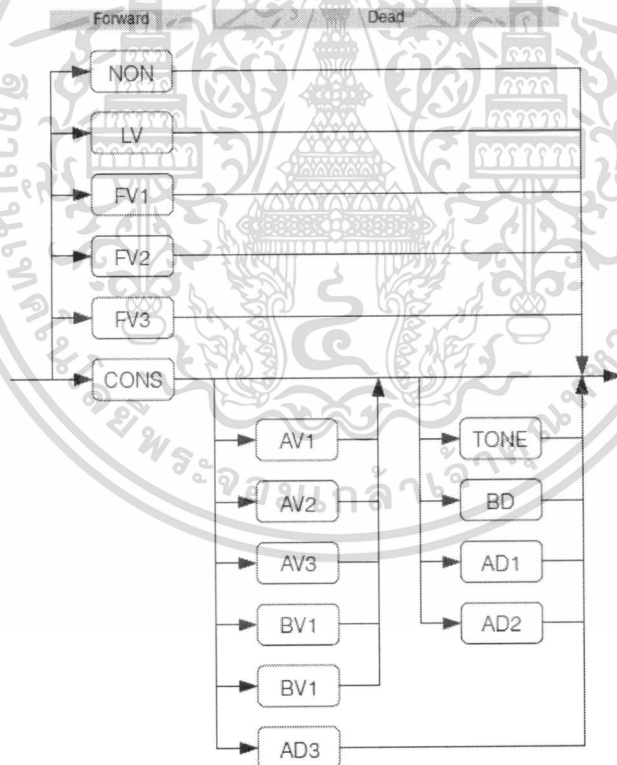 Forward Dead
NON
LV
FV1
FV2
FV3
CONS
AV1 TONE
AV2 BD
AV3 AD1
BV1 AD2
BV1
AD3